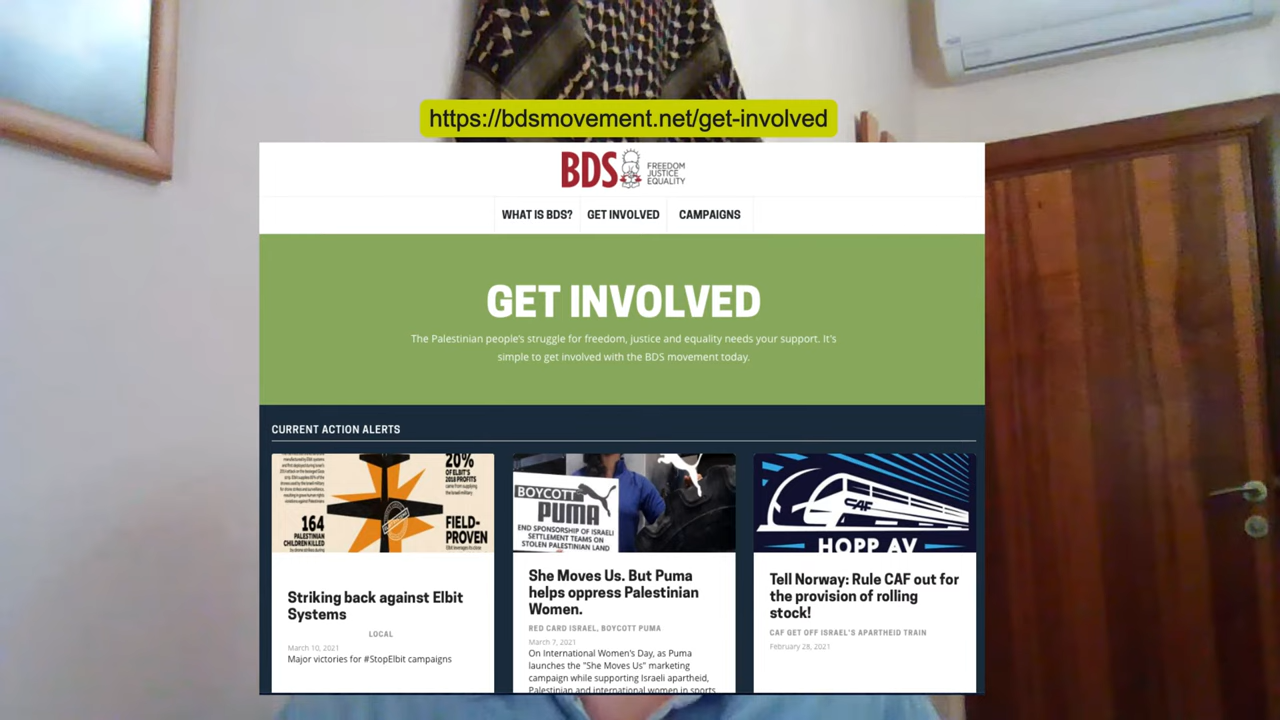 https://bdsmovement.net/get-involved
BDS FREEDOM
JUSTICE
EQUALITY
WHAT IS BDS? GET INVOLVED CAMPAIGNS
GET INVOLVED
The Palestinian people's struggle for freedom, justice and equality needs your support. It's
simple to get involved with the BDS movement today.
CURRENT ACTION ALERTS
20%
OF ELBIT'S
2018 PROFITS
164
PALESTINIAN
CHILDREN KILLED
FIELD-
PROVEN
Striking back against Elbit
Systems
LOCAL
March 10, 2021
Major victories for #StopElbit campaigns
BOYCOTT
PUMA
END SPONSORSHIP OF ISRAELI
SETTLEMENT TEAMS ON
STOLEN PALESTINIAN LAND
She Moves Us. But Puma
helps oppress Palestinian
Women.
RED CARD ISRAEL, BOYCOTT PUMA
March 7, 2021
On International Women's Day, as Puma
launches the "She Moves Us" marketing
campaign while supporting Israeli apartheid,
Palestinian and international women in sports
CAF
HOPP AV
Tell Norway: Rule CAF out for
the provision of rolling
stock!
CAF GET OFF ISRAEL'S APARTHEID TRAIN
February 28, 2021